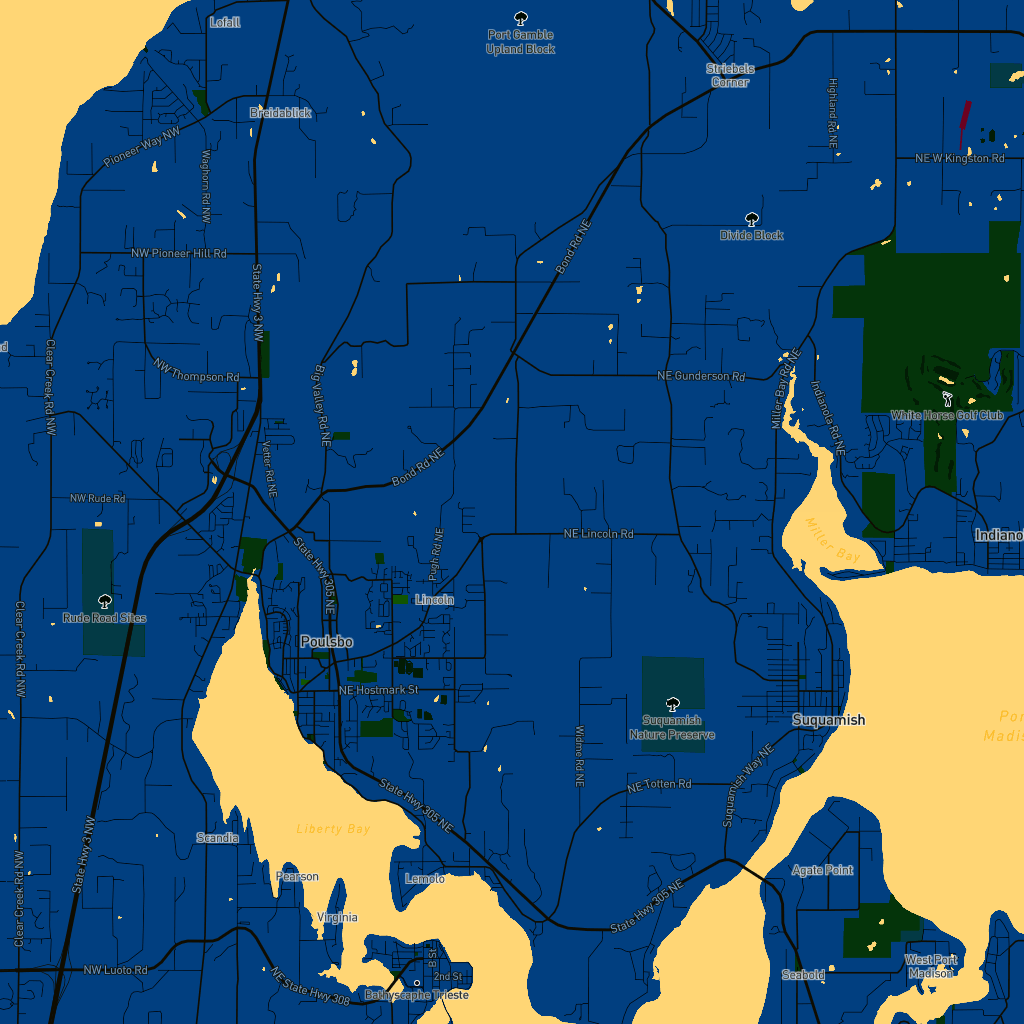 Lofall
Port Gamble
Upland Block
Striebels
Corner
Breidablick
Highland Rd NE
Pioneer Way NW
NE W Kingston Rd
Waghorn Rd NW
Divide Block
Bond Rd NE
NW Pioneer Hill Rd
State Hwy 3 NW
Clear Creek Rd NW
NW Thompson Rd
Big Valley Rd NE
NE Gunderson Rd
Miller Bay Rd NE
Indianola Rd NE
White Horse Golf Club
Vetter Rd NE
Bond Rd NE
NW Rude Rd
NE Lincoln Rd
Miller Bay
Pugh Rd NE
State Hwy 305 NE
Rude Road Sites
Lincoln
Clear Creek Rd NW
Poulsbo
NE Hostmark St
Suquamish
Nature Preserve
Suquamish
Widme Rd NE
NE Totten Rd
Suquamish Way NE
State Hwy 305 NE
Liberty Bay
Scandia
State Hwy 3 NW
Clear Creek Rd NW
Pearson
Lemolo
Agate Point
Virginia
State Hwy 305 NE
NW Luoto Rd
NE State Hwy 308
B St
2nd St
Bathyscaphe Trieste
Seabold
West Port
Madison